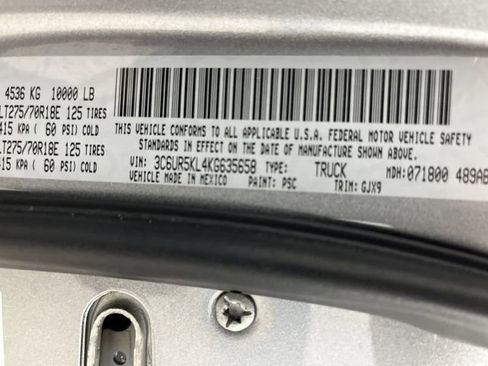 4536 KG 10000 LB
LT275/70R18E 125 TIRES
415 KPA ( 60 PSI) COLD
LT275/70R18E 125 TIRES
415 KPA ( 60 PSI) COLD
THIS VEHICLE CONFORMS TO ALL APPLICABLE U.S.A. FEDERAL MOTOR VEHICLE SAFETY
STANDARDS IN EFFECT ON THE DATE OF MANUFACTURE SHOWN ABOVE.
VIN: 3C6UR5KL4KG635658 TYPE: TRUCK MDH: 071800 489AB
VEHICLE MADE IN MEXICO PAINT: PSC TRIM: GJX9